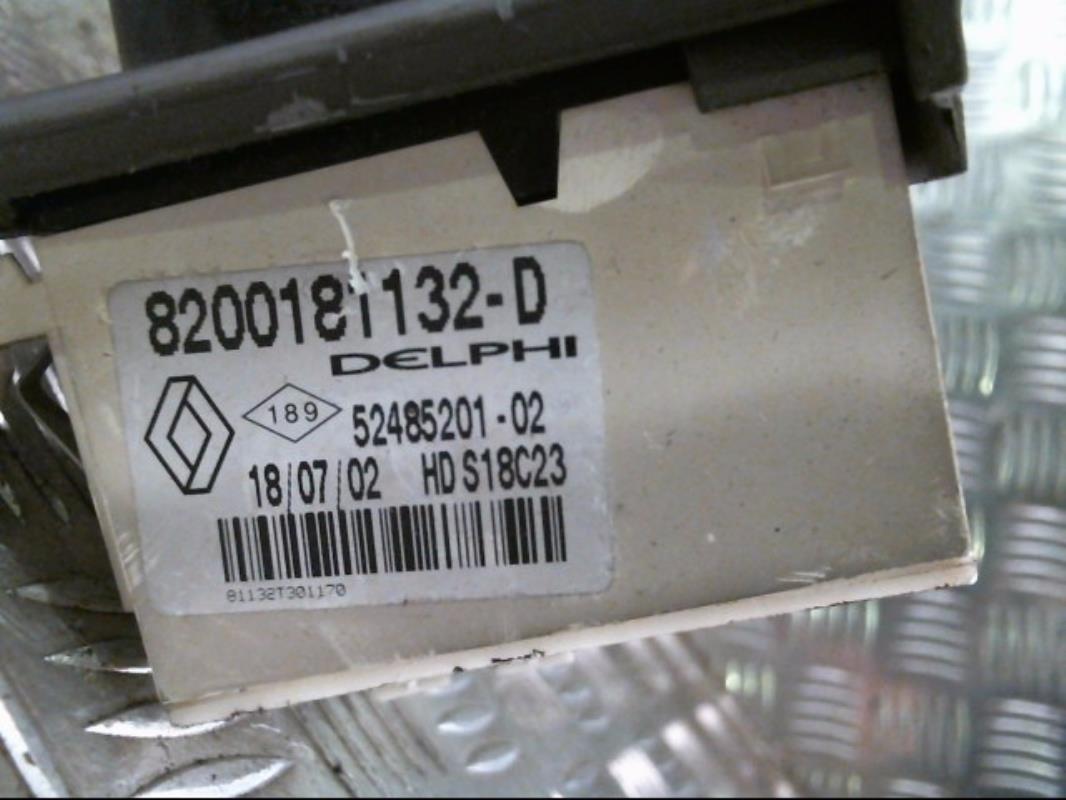 8200181132-D
DELPHI
189
52485201-02
18/07/02 HD S18C23
81132T301170